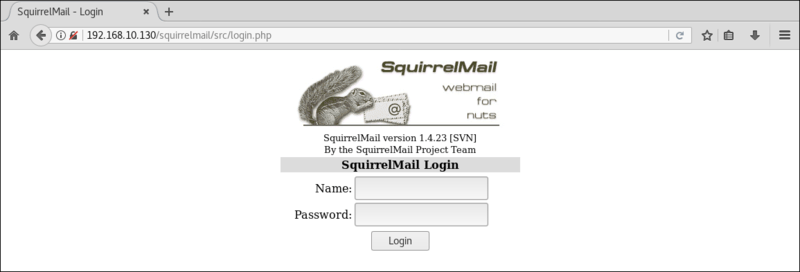 SquirrelMail - Login
192.168.10.130/squirrelmail/src/login.php
SquirrelMail
webmail
for
nuts
@
SquirrelMail version 1.4.23 [SVN]
By the SquirrelMail Project Team
SquirrelMail Login
Name:
Password:
Login